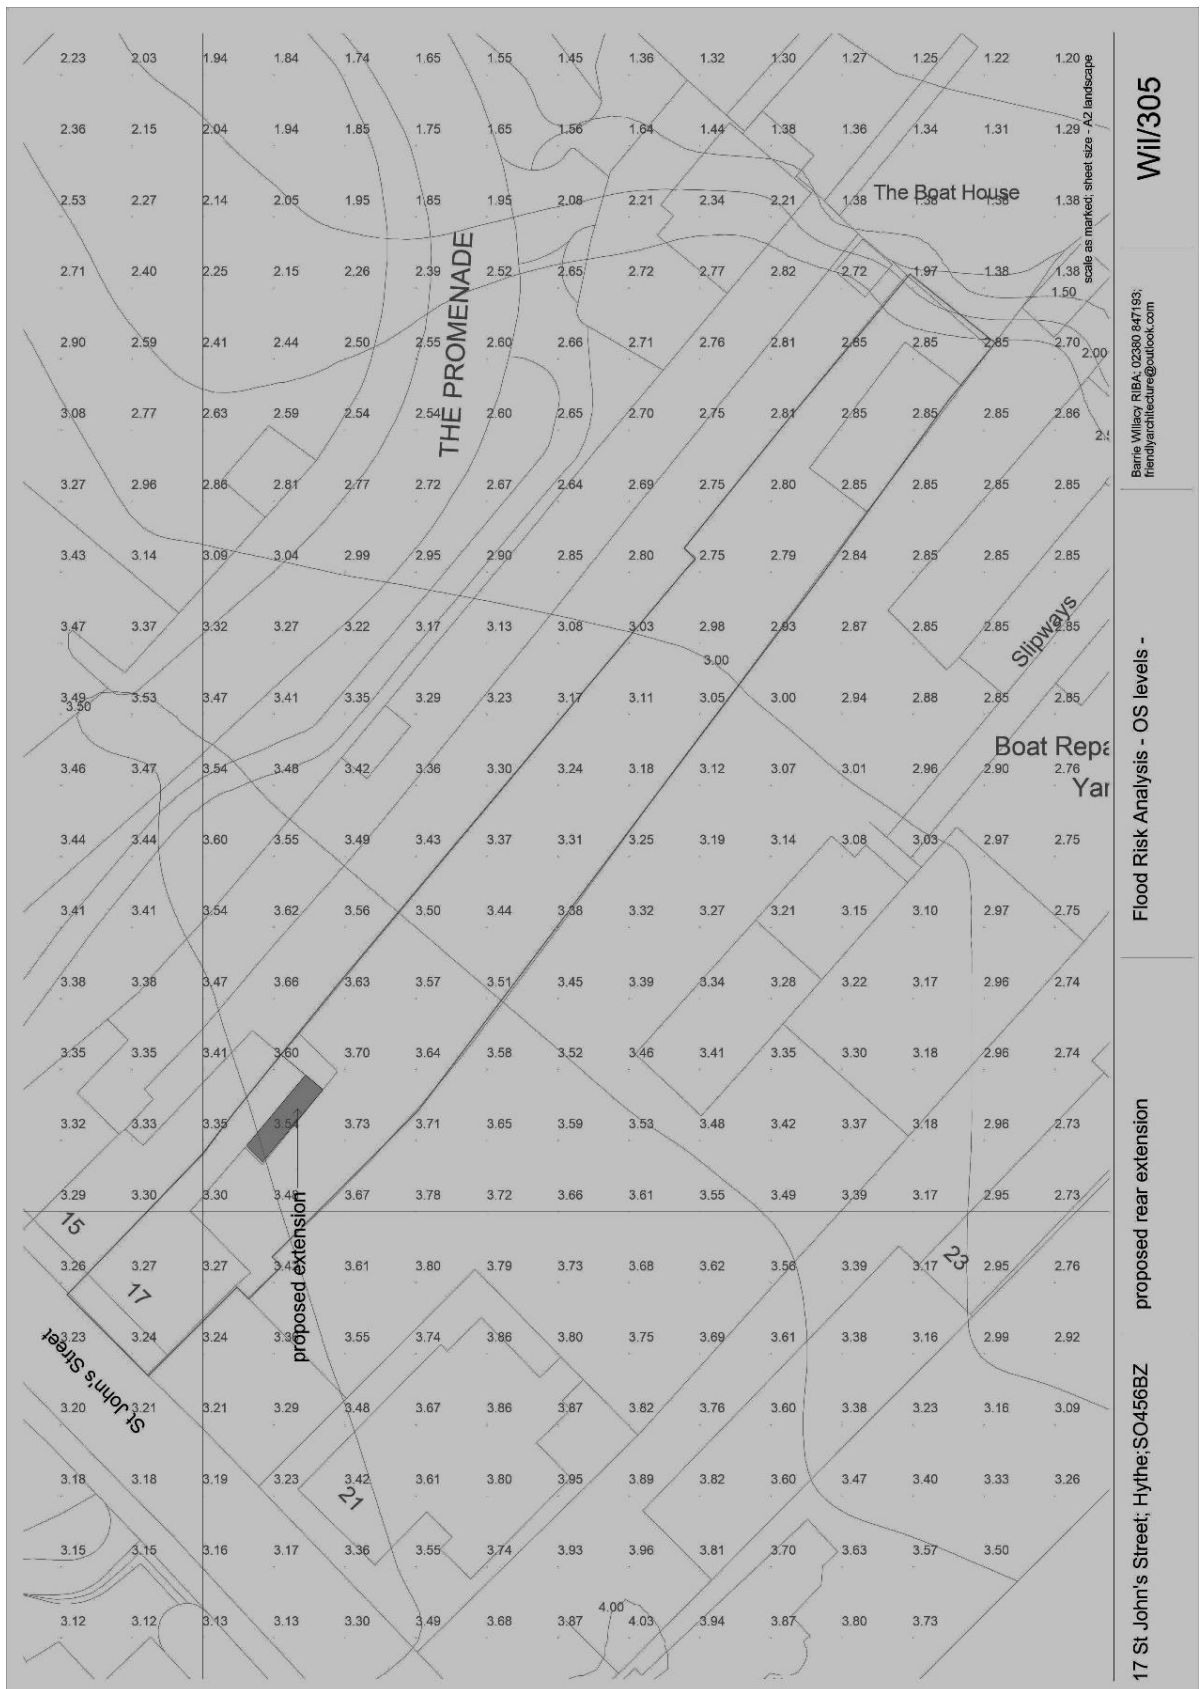 2.23 2.03 1.94 1.84 1.74 1.65 1.55 1.45 1.36 1.32 1.30 1.27 1.25 1.22 1.20
2.36 2.15 2.04 1.94 1.85 1.75 1.65 1.56 1.64 1.44 1.38 1.36 1.34 1.31 1.29
The Boat House
2.53 2.27 2.14 2.05 1.95 1.85 1.95 2.08 2.21 2.34 2.21 1.38 1.38 1.38 1.38
2.71 2.40 2.25 2.15 2.26 2.39 2.52 2.65 2.72 2.77 2.82 2.72 1.97 1.38 1.38
1.50
THE PROMENADE
2.90 2.59 2.41 2.44 2.50 2.55 2.60 2.66 2.71 2.76 2.81 2.85 2.85 2.85 2.70
2.00
3.08 2.77 2.63 2.59 2.54 2.54 2.60 2.65 2.70 2.75 2.81 2.85 2.85 2.85 2.86
3.27 2.96 2.86 2.81 2.77 2.72 2.67 2.64 2.69 2.75 2.80 2.85 2.85 2.85 2.85
3.43 3.14 3.09 3.04 2.99 2.95 2.90 2.85 2.80 2.75 2.79 2.84 2.85 2.85 2.85
3.47 3.37 3.32 3.27 3.22 3.17 3.13 3.08 3.03 2.98 2.93 2.87 2.85 2.85 2.85
Slipways
3.00
3.49 3.53 3.47 3.41 3.35 3.29 3.23 3.17 3.11 3.05 3.00 2.94 2.88 2.85 2.85
3.50
Boat Repa
3.46 3.47 3.54 3.48 3.42 3.36 3.30 3.24 3.18 3.12 3.07 3.01 2.96 2.90 2.76
Yar
3.44 3.44 3.60 3.55 3.49 3.43 3.37 3.31 3.25 3.19 3.14 3.08 3.03 2.97 2.75
3.41 3.41 3.54 3.62 3.56 3.50 3.44 3.38 3.32 3.27 3.21 3.15 3.10 2.97 2.75
3.38 3.38 3.47 3.66 3.63 3.57 3.51 3.45 3.39 3.34 3.28 3.22 3.17 2.96 2.74
3.35 3.35 3.41 3.60 3.70 3.64 3.58 3.52 3.46 3.41 3.35 3.30 3.18 2.96 2.74
3.32 3.33 3.35 3.54 3.73 3.71 3.65 3.59 3.53 3.48 3.42 3.37 3.18 2.96 2.73
3.29 3.30 3.30 3.48 3.67 3.78 3.72 3.66 3.61 3.55 3.49 3.39 3.17 2.95 2.73
15
proposed extension
23
3.26 3.27 3.27 3.42 3.61 3.80 3.79 3.73 3.68 3.62 3.56 3.39 3.17 2.95 2.76
17
3.23 3.24 3.24 3.36 3.55 3.74 3.86 3.80 3.75 3.69 3.61 3.38 3.16 2.99 2.92
St John's Street
3.20 3.21 3.21 3.29 3.48 3.67 3.86 3.87 3.82 3.76 3.60 3.38 3.23 3.16 3.09
3.18 3.18 3.19 3.23 3.42 3.61 3.80 3.95 3.89 3.82 3.60 3.47 3.40 3.33 3.26
21
3.15 3.15 3.16 3.17 3.36 3.55 3.74 3.93 3.96 3.81 3.70 3.63 3.57 3.50
4.00
3.12 3.12 3.13 3.13 3.30 3.49 3.68 3.87 4.03 3.94 3.87 3.80 3.73
scale as marked; sheet size - A2 landscape
17 St John's Street; Hythe;SO456BZ
proposed rear extension
Flood Risk Analysis - OS levels -
Barrie Willacy RIBA; 02380 847193;
friendlyarchitecture@outlook.com
Wil/305